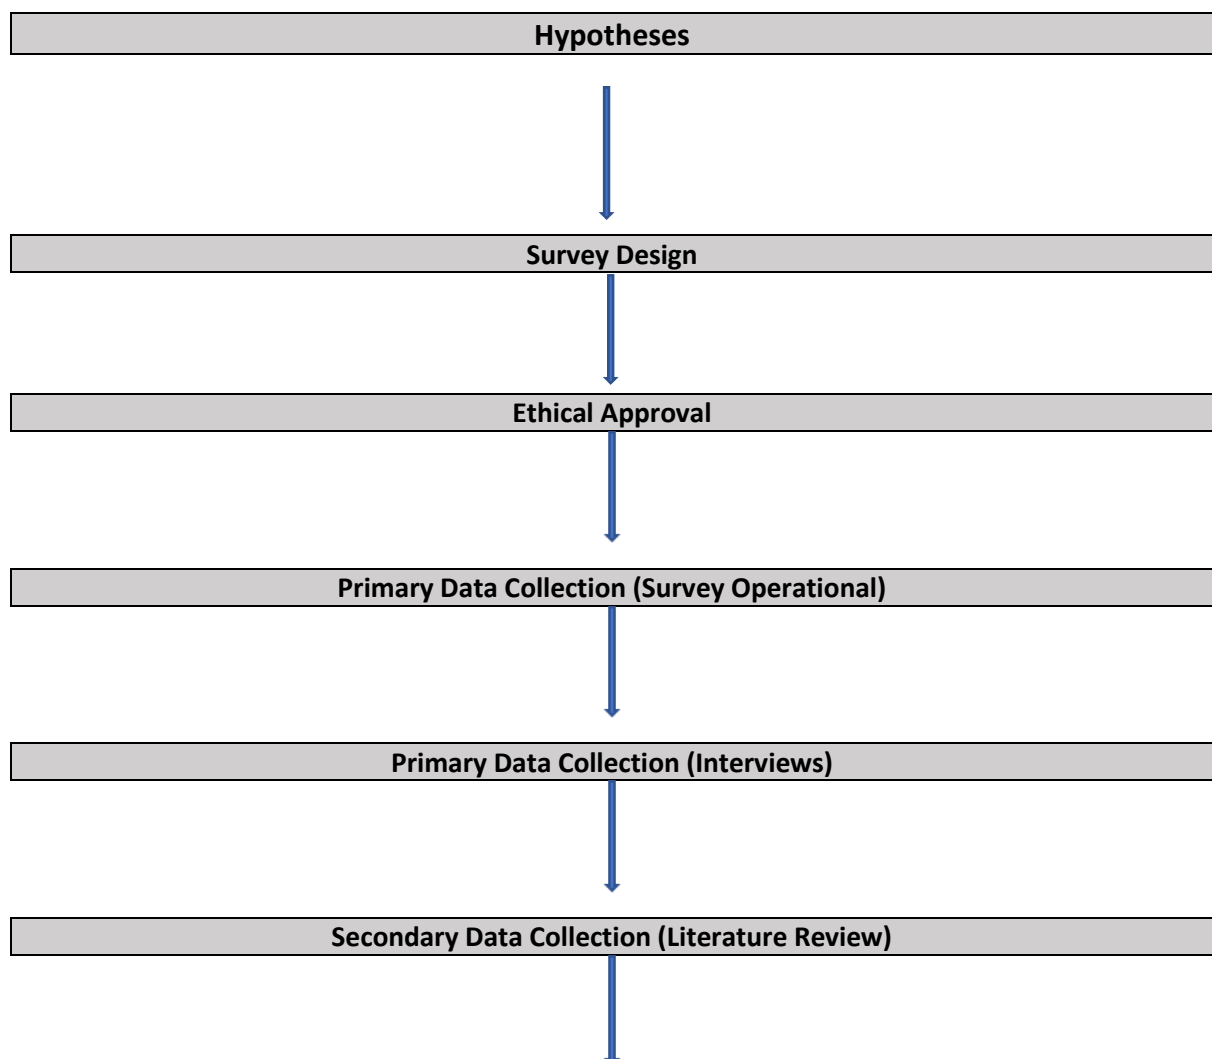 Hypotheses
Survey Design
Ethical Approval
Primary Data Collection (Survey Operational)
Primary Data Collection (Interviews)
Secondary Data Collection (Literature Review)